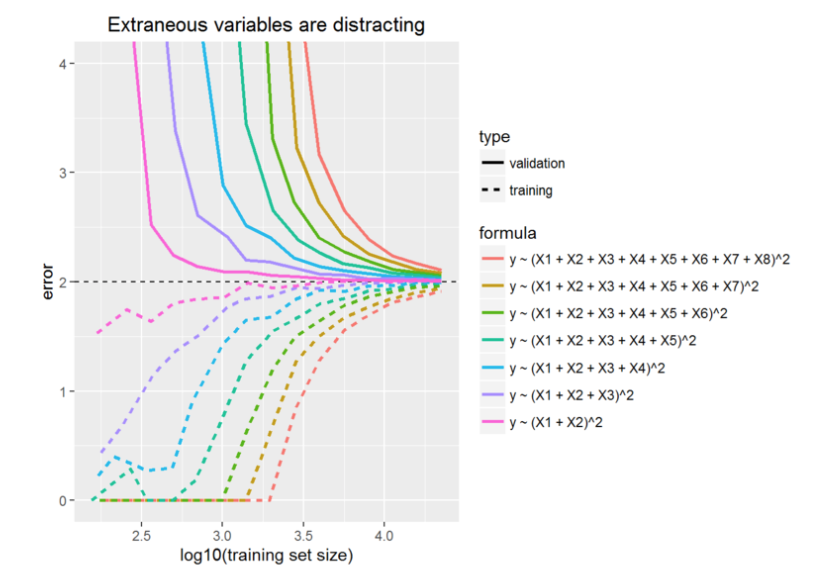 Extraneous variables are distracting
4
3
2
1
0
error
2.5 3.0 3.5 4.0
log10(training set size)
type
validation
training
formula
y ~ (X1 + X2 + X3 + X4 + X5 + X6 + X7 + X8)^2
y ~ (X1 + X2 + X3 + X4 + X5 + X6 + X7)^2
y ~ (X1 + X2 + X3 + X4 + X5 + X6)^2
y ~ (X1 + X2 + X3 + X4 + X5)^2
y ~ (X1 + X2 + X3 + X4)^2
y ~ (X1 + X2 + X3)^2
y ~ (X1 + X2)^2